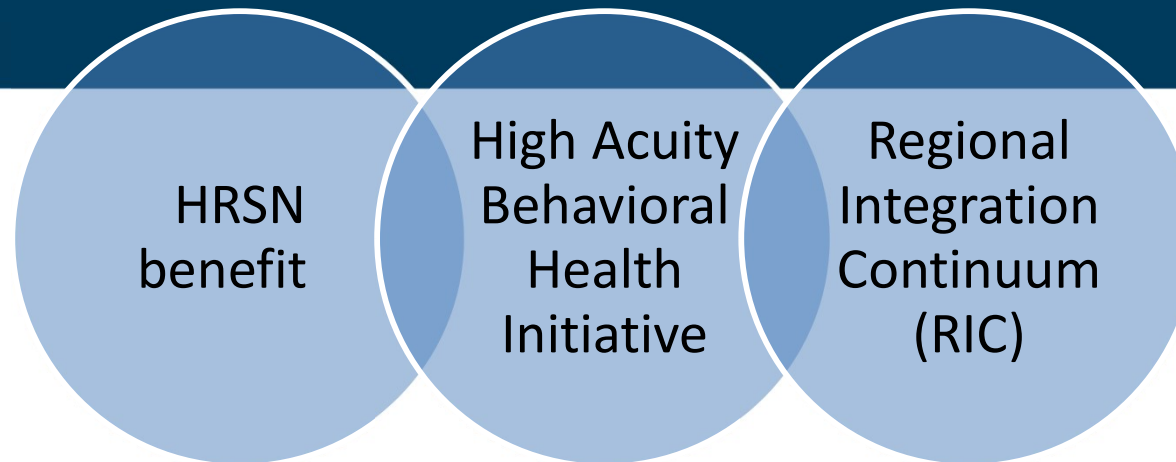 HRSN
benefit
High Acuity
Behavioral
Health
Initiative
Regional
Integration
Continuum
(RIC)